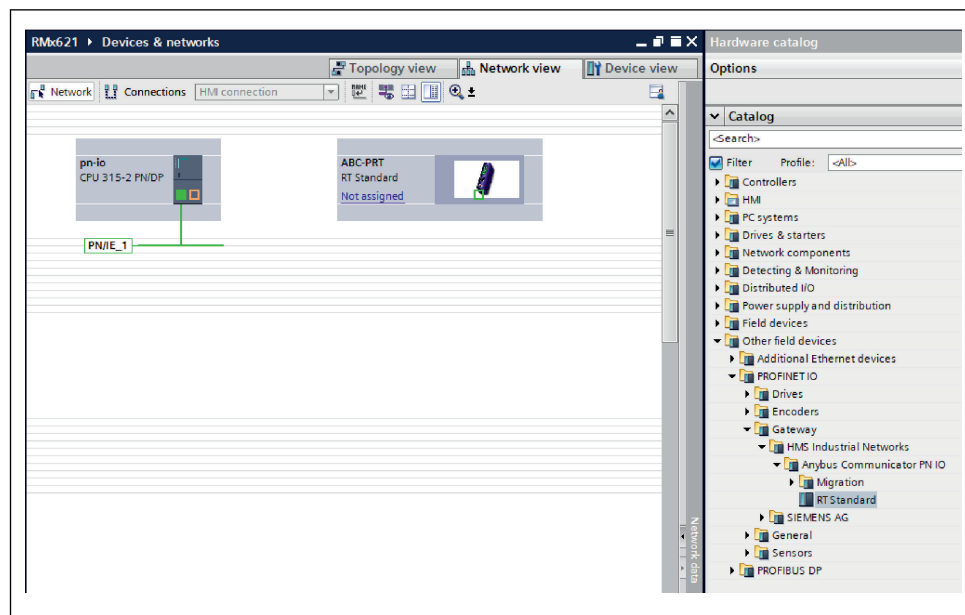 RMx621 ▸ Devices & networks
Topology view
Network view
Device view
Network
Connections
HMI connection
pn-io
CPU 315-2 PN/DP
ABC-PRT
RT Standard
Not assigned
PN/IE_1
Network data
Hardware catalog
Options
Catalog
<Search>
Filter
Profile:
<All>
Controllers
HMI
PC systems
Drives & starters
Network components
Detecting & Monitoring
Distributed I/O
Power supply and distribution
Field devices
Other field devices
Additional Ethernet devices
PROFINET IO
Drives
Encoders
Gateway
HMS Industrial Networks
Anybus Communicator PN IO
Migration
RT Standard
SIEMENS AG
General
Sensors
PROFIBUS DP